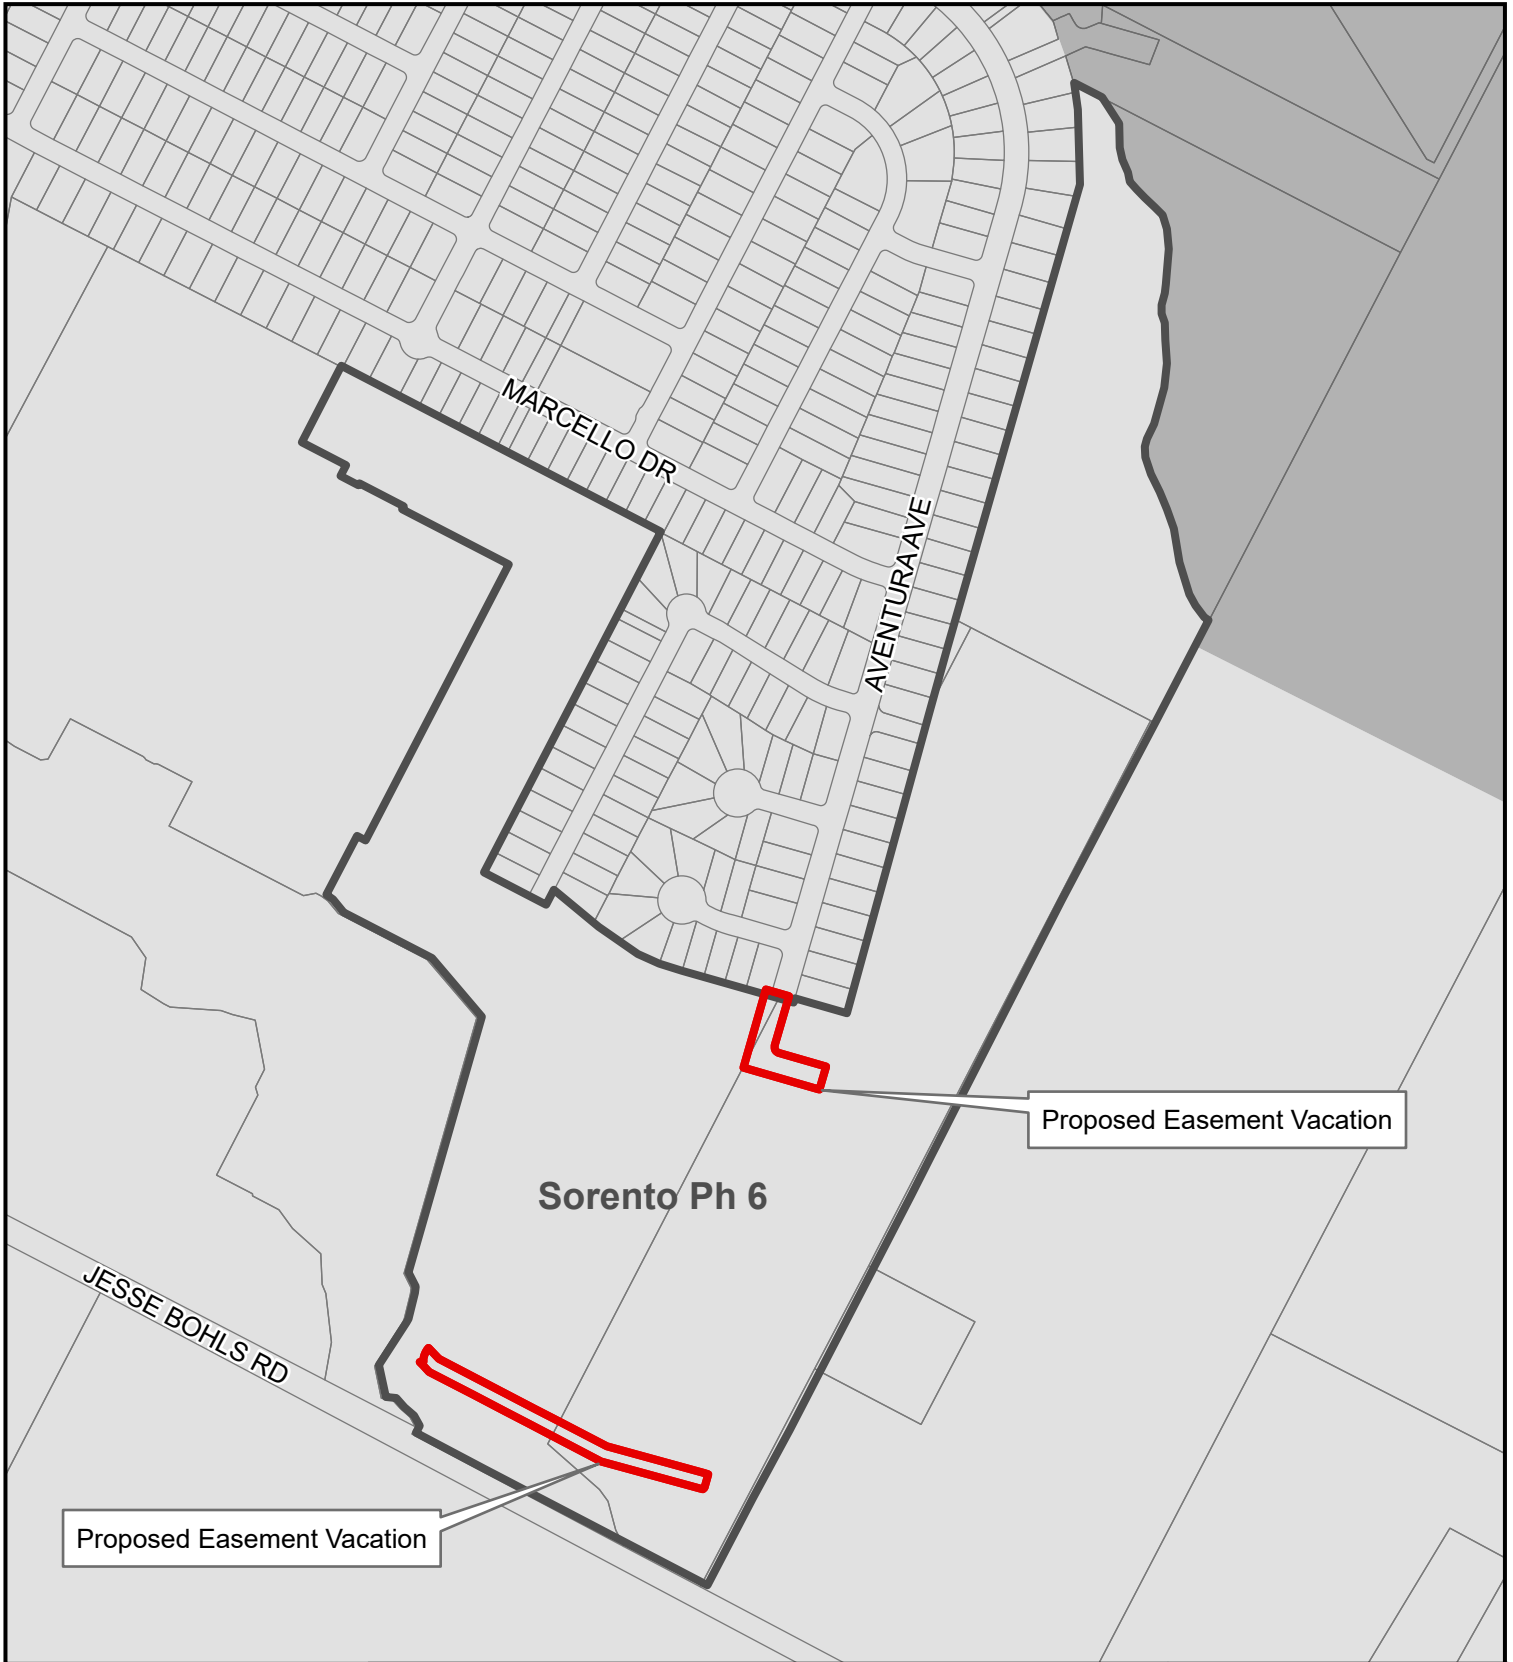 MARCELLO DR
AVENTURA AVE
Proposed Easement Vacation
Sorento Ph 6
JESSE BOHLS RD
Proposed Easement Vacation